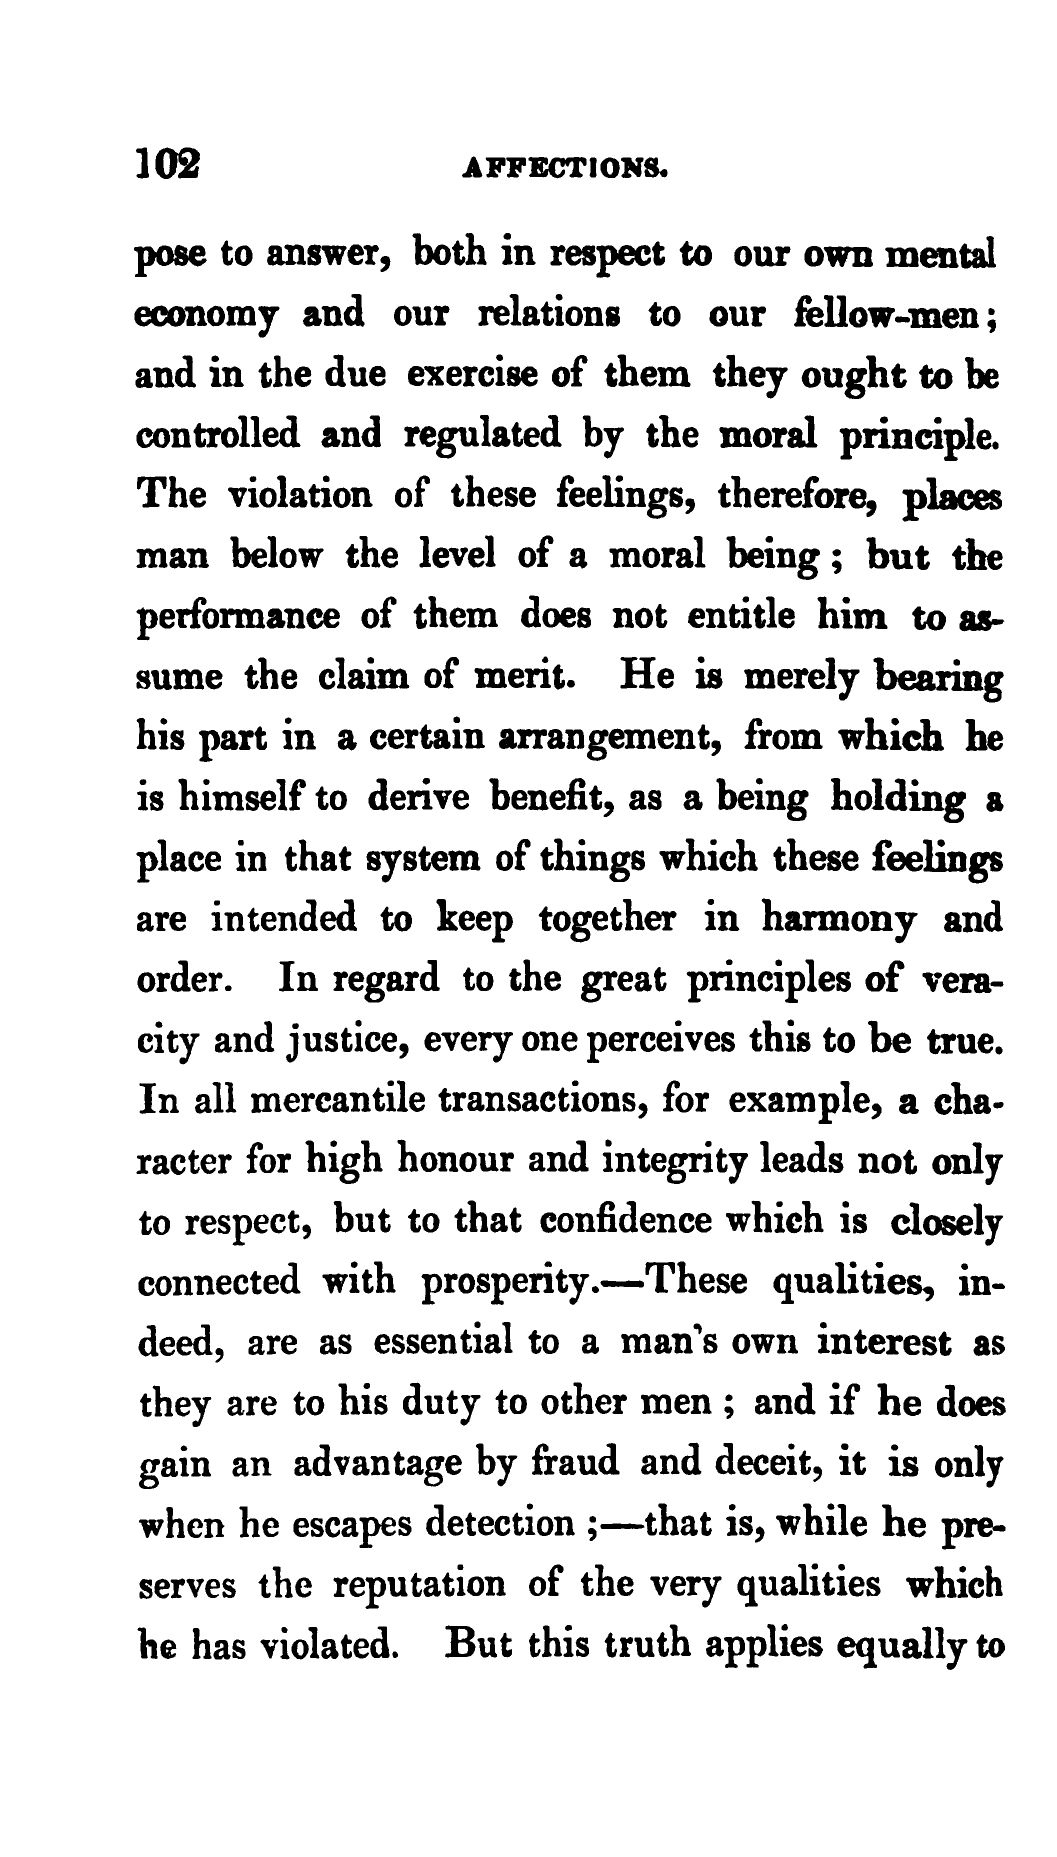 102 AFFECTIONS.
pose to answer, both in respect to our own mental
economy and our relations to our fellow-men;
and in the due exercise of them they ought to be
controlled and regulated by the moral principle.
The violation of these feelings, therefore, places
man below the level of a moral being ; but the
performance of them does not entitle him to as-
sume the claim of merit. He is merely bearing
his part in a certain arrangement, from which he
is himself to derive benefit, as a being holding a
place in that system of things which these feelings
are intended to keep together in harmony and
order. In regard to the great principles of vera-
city and justice, every one perceives this to be true.
In all mercantile transactions, for example, a cha-
racter for high honour and integrity leads not only
to respect, but to that confidence which is closely
connected with prosperity.—These qualities, in-
deed, are as essential to a man's own interest as
they are to his duty to other men ; and if he does
gain an advantage by fraud and deceit, it is only
when he escapes detection ;—that is, while he pre-
serves the reputation of the very qualities which
he has violated. But this truth applies equally to